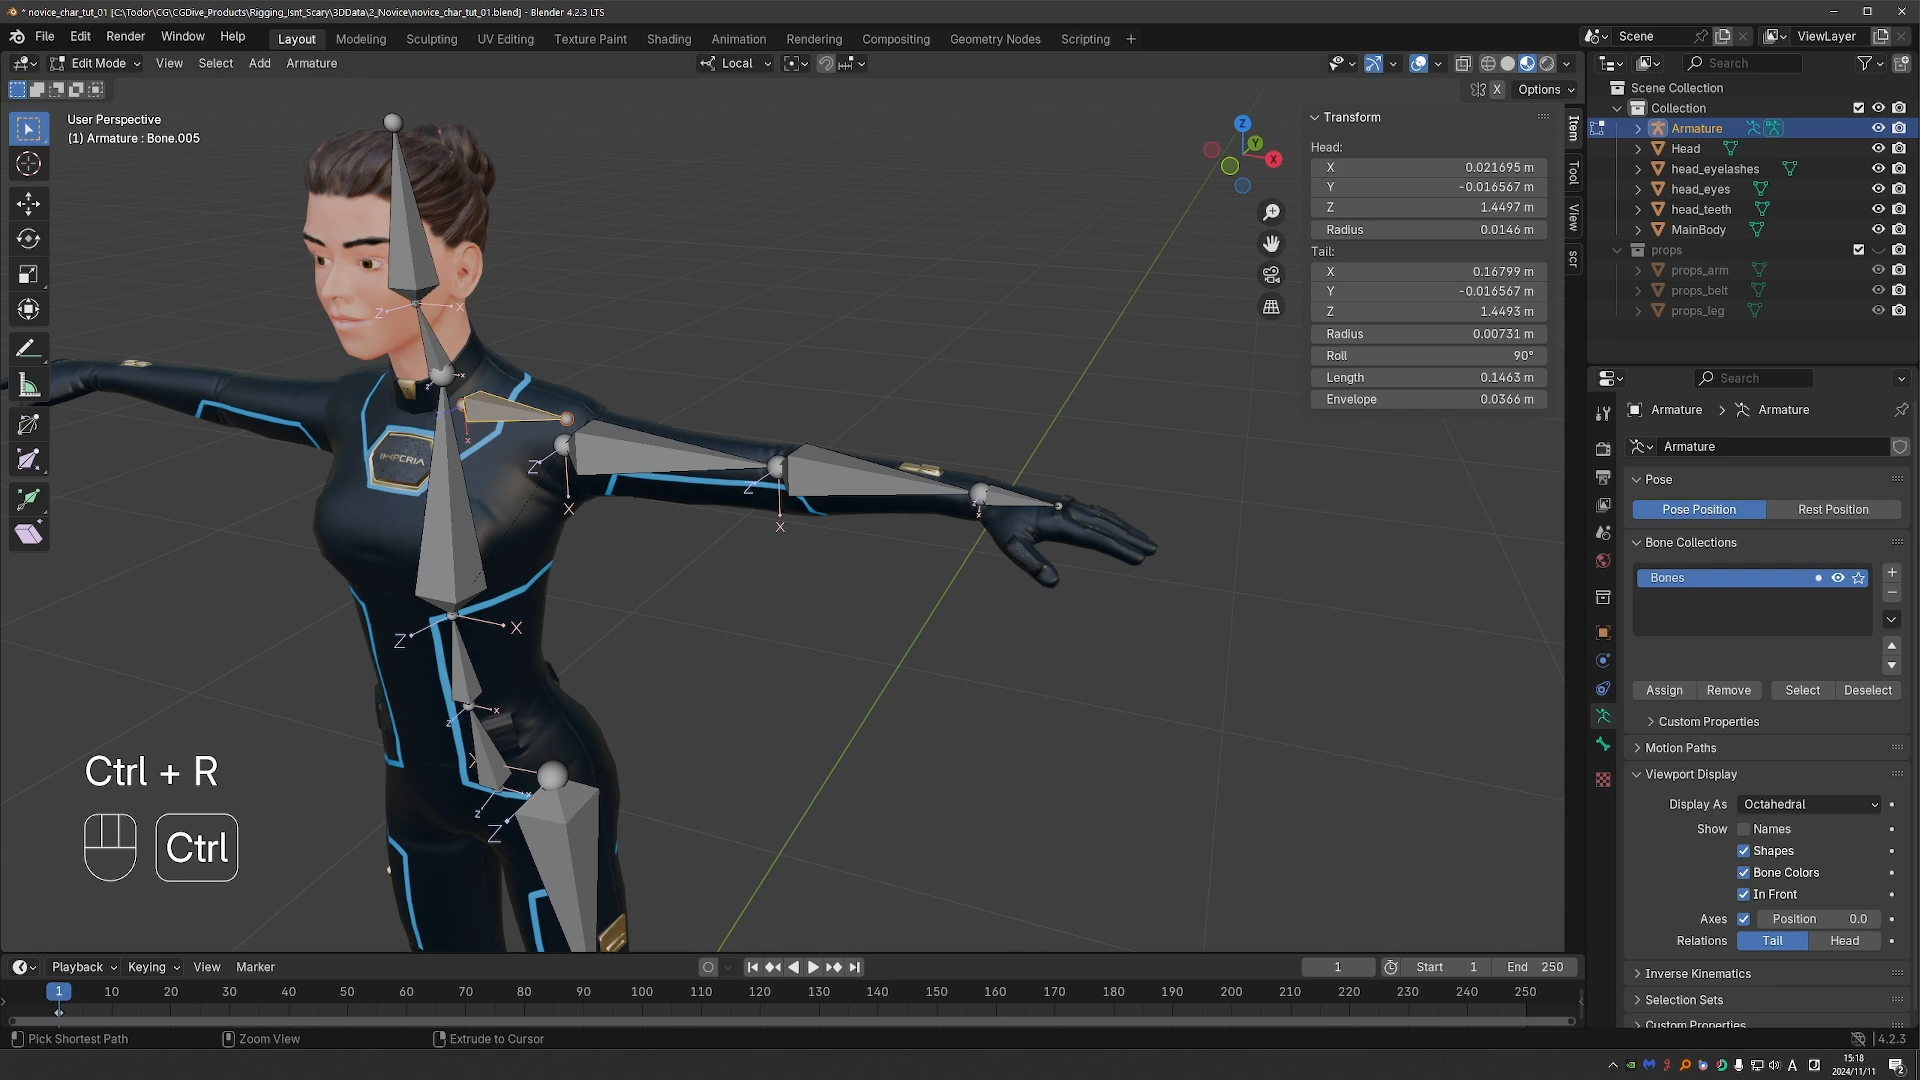 * novice_char_tut_01 [C:\Todor\CG\CGDive_Products\Rigging_Isnt_Scary\3DData\2_Novice\novice_char_tut_01.blend] - Blender 4.2.3 LTS
File Edit Render Window Help Layout Modeling Sculpting UV Editing Texture Paint Shading Animation Rendering Compositing Geometry Nodes Scripting + Scene ViewLayer
Edit Mode View Select Add Armature Local Search
X Options
User Perspective
(1) Armature : Bone.005
Z
Y
X
Transform
Head:
X 0.021695 m
Y -0.016567 m
Z 1.4497 m
Radius 0.0146 m
Tail:
X 0.16799 m
Y -0.016567 m
Z 1.4493 m
Radius 0.00731 m
Roll 90°
Length 0.1463 m
Envelope 0.0366 m
Item
Tool
View
scr
Scene Collection
Collection
Armature
Head
head_eyelashes
head_eyes
head_teeth
MainBody
props
props_arm
props_belt
props_leg
Search
Armature > Armature
Armature
Pose
Pose Position Rest Position
Bone Collections
Bones
Assign Remove Select Deselect
Custom Properties
Motion Paths
Viewport Display
Display As Octahedral
Show Names
Shapes
Bone Colors
In Front
Axes Position 0.0
Relations Tail Head
Inverse Kinematics
Selection Sets
Custom Properties
IMPERIA
Z X
x
x
Z X
Z X
x
Z X
z x
X
z x
Z
Ctrl + R
Ctrl
Playback Keying View Marker 1 Start 1 End 250
1 10 20 30 40 50 60 70 80 90 100 110 120 130 140 150 160 170 180 190 200 210 220 230 240 250
Pick Shortest Path Zoom View Extrude to Cursor 4.2.3
A 15:18
2024/11/11 2